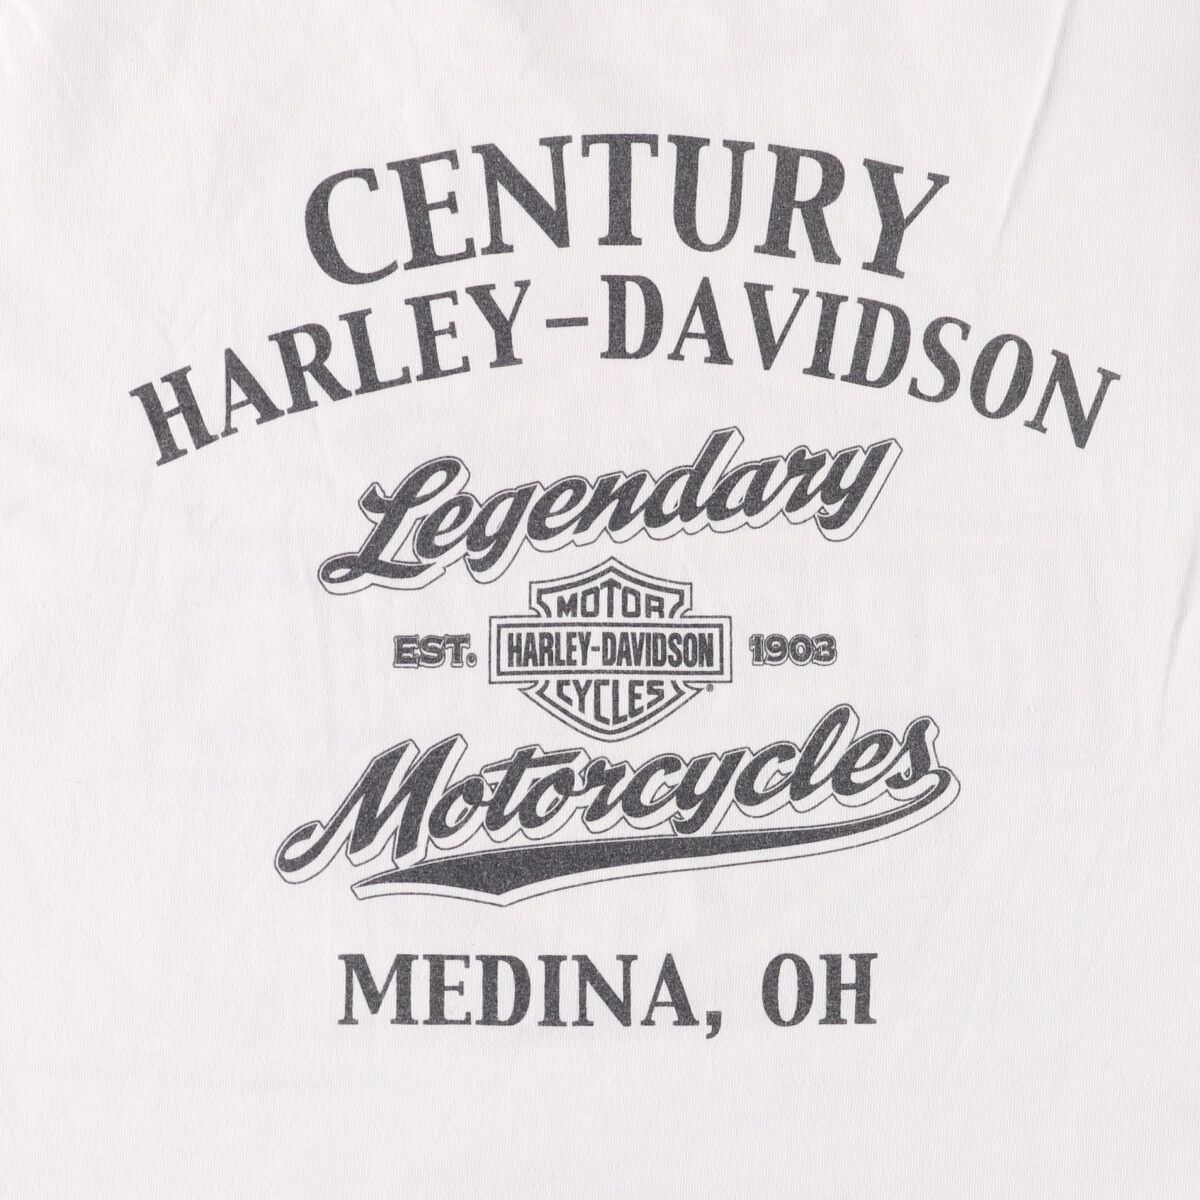 CENTURY
HARLEY-DAVIDSON
Legendary
MOTOR
EST. HARLEY-DAVIDSON 1903
CYCLES®
Motorcycles
MEDINA, OH